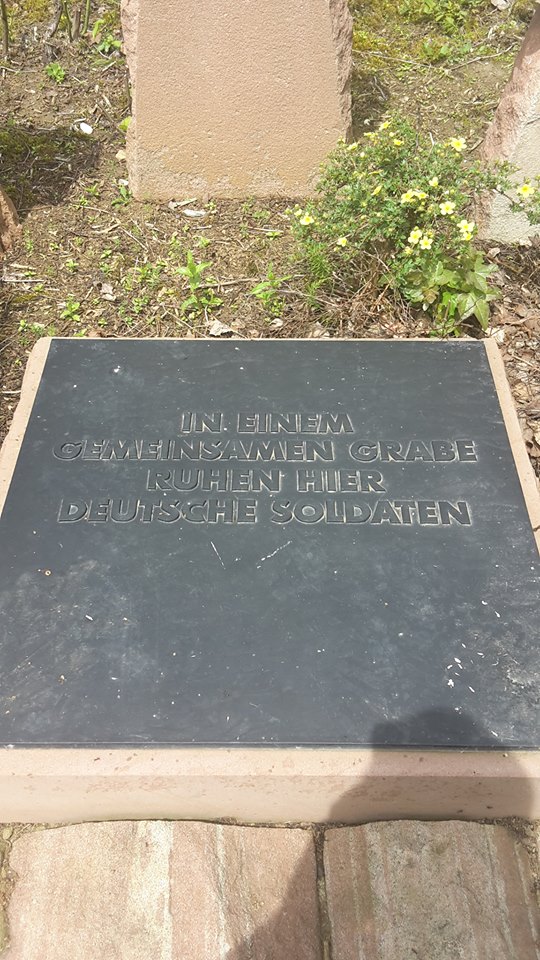 IN EINEM
GEMEINSAMEN GRABE
RUHEN HIER
DEUTSCHE SOLDATEN